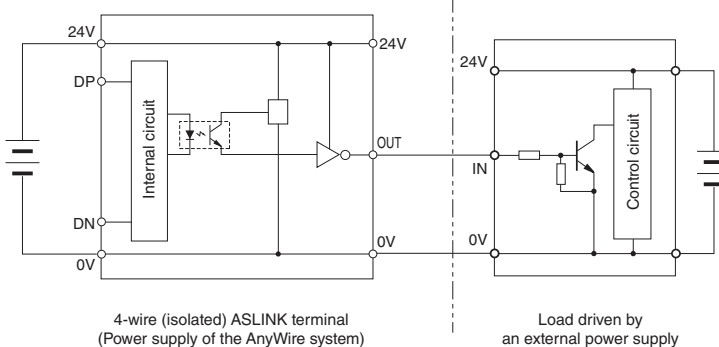 24V
24V
DP
Internal circuit
OUT
DN
0V
0V
24V
IN
Control circuit
0V
4-wire (isolated) ASLINK terminal
(Power supply of the AnyWire system)
Load driven by
an external power supply